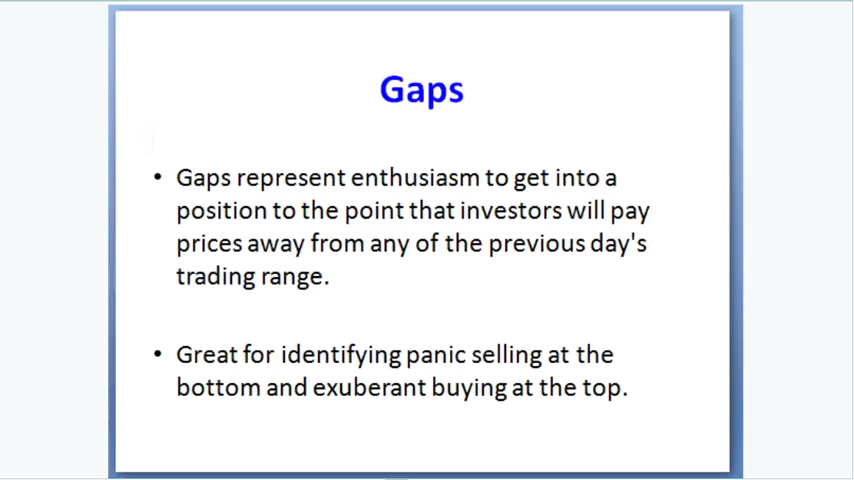 Gaps
• Gaps represent enthusiasm to get into a
position to the point that investors will pay
prices away from any of the previous day's
trading range.
• Great for identifying panic selling at the
bottom and exuberant buying at the top.